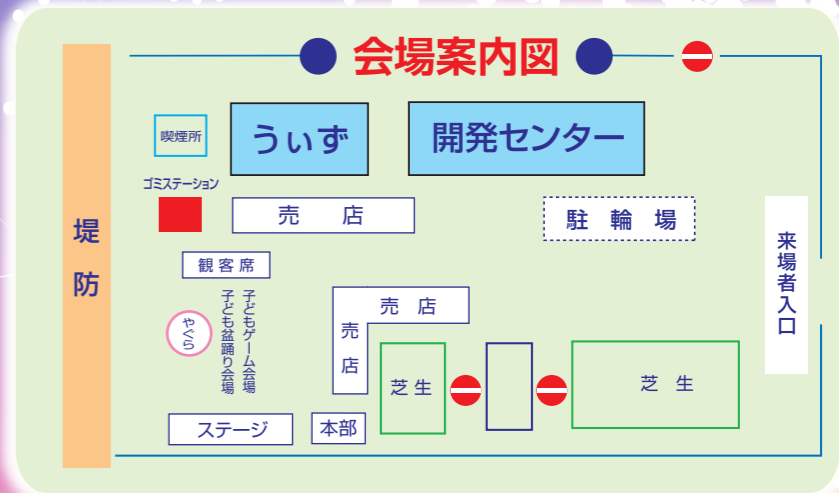 会場案内図
喫煙所
うぃず
開発センター
ゴミステーション
売 店
駐 輪 場
堤
防
来場者入口
観 客 席
やぐら
子どもゲーム会場
子ども盆踊り会場
売 店
売
店
芝 生
芝 生
ステージ
本部